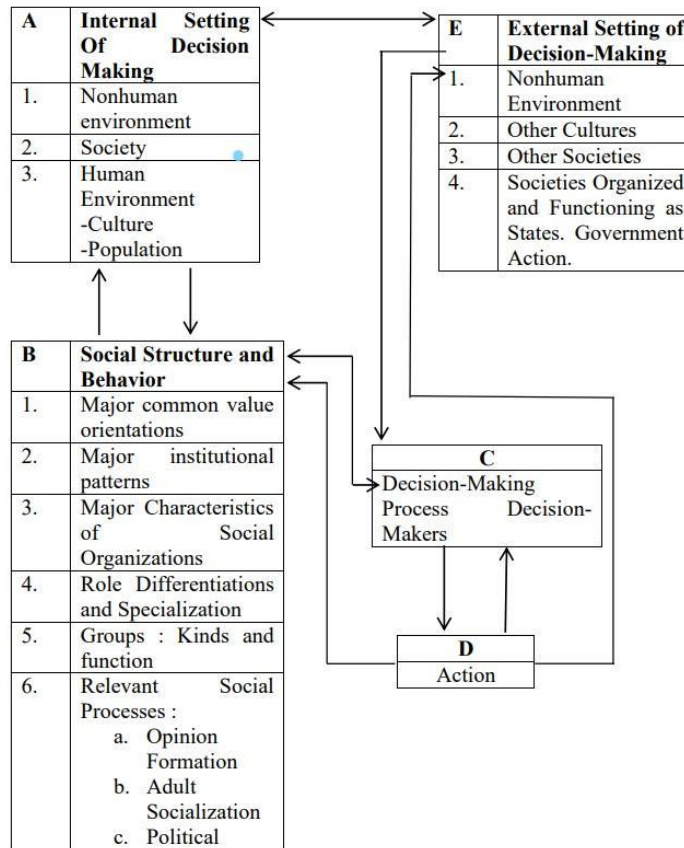 A Internal Setting
Of Decision
Making
1. Nonhuman
environment
2. Society
3. Human
Environment
-Culture
-Population
E External Setting of
Decision-Making
1. Nonhuman
Environment
2. Other Cultures
3. Other Societies
4. Societies Organized
and Functioning as
States. Government
Action.
B Social Structure and
Behavior
1. Major common value
orientations
2. Major institutional
patterns
3. Major Characteristics
of Social
Organizations
4. Role Differentiations
and Specialization
5. Groups : Kinds and
function
6. Relevant Social
Processes :
a. Opinion
Formation
b. Adult
Socialization
c. Political
C
Decision-Making
Process Decision-
Makers
D
Action